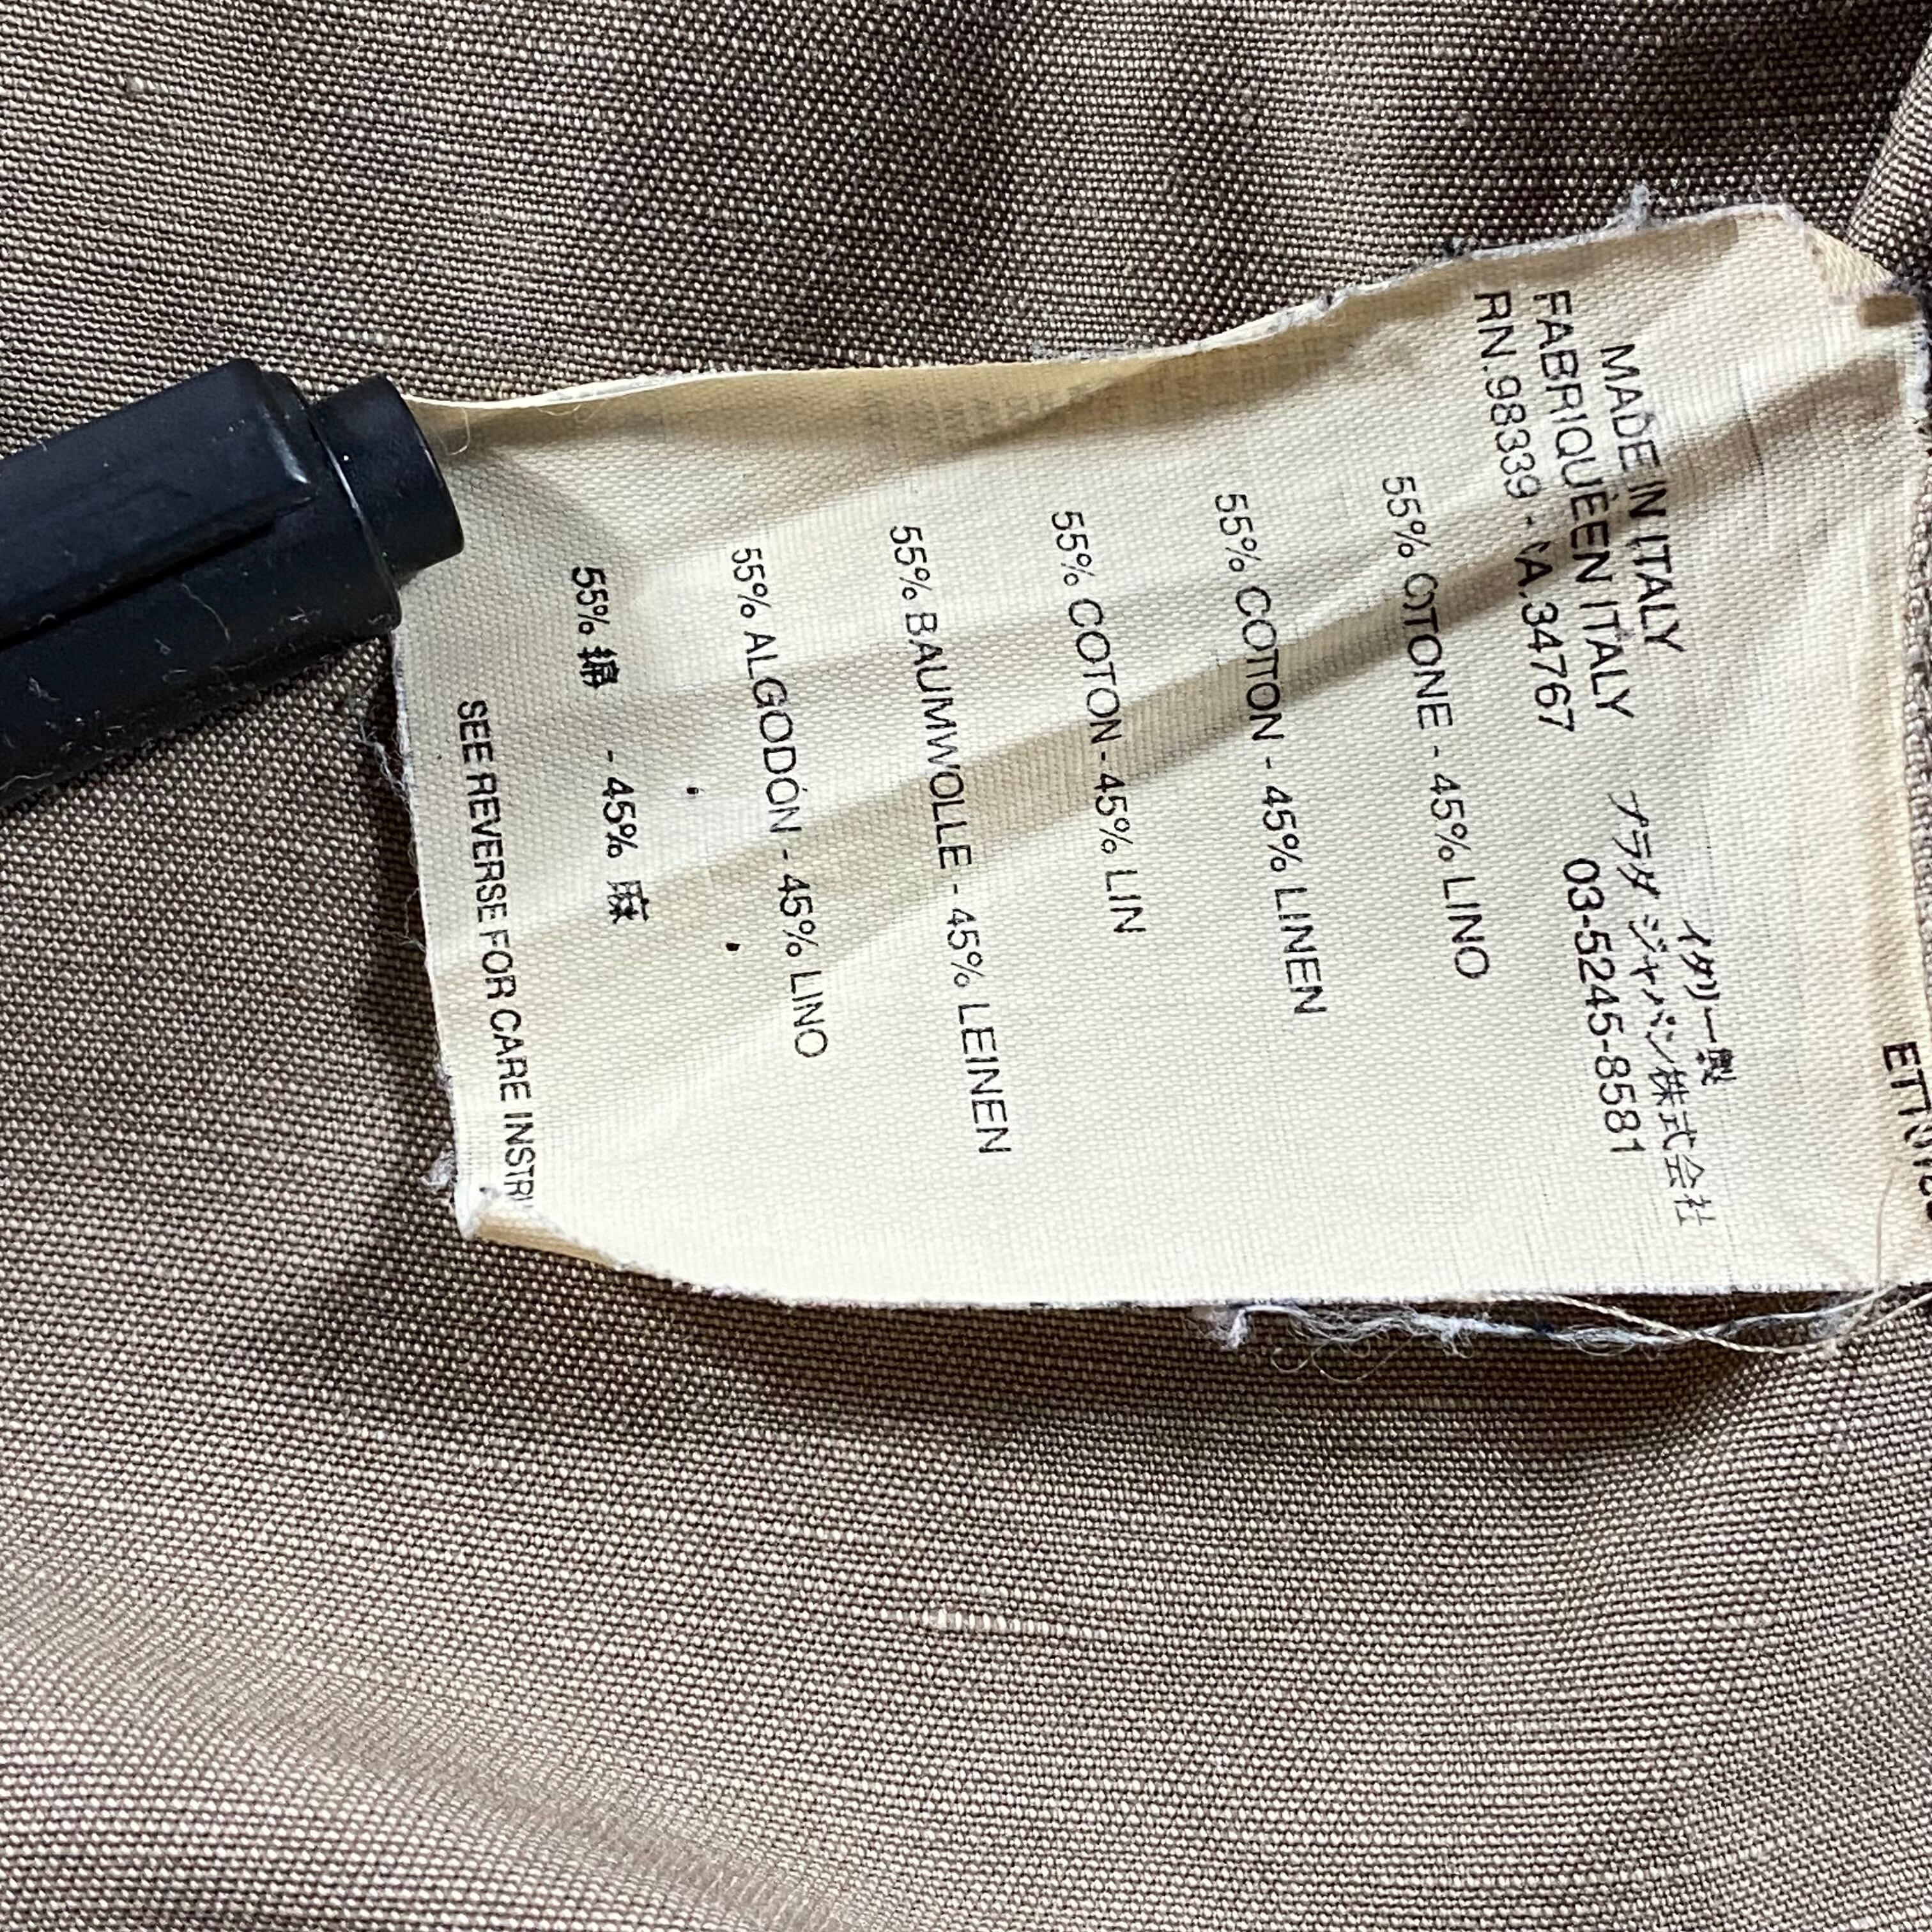 MADE IN ITALY
FABRIQUÈEN ITALY
RN.98339 - CA.34767
イタリー製
プラダ ジャパン株式会社
03-5245-8581
55% COTONE - 45% LINO
55% COTTON - 45% LINEN
55% COTON - 45% LIN
55% BAUMWOLLE - 45% LEINEN
55% ALGODÓN - 45% LINO
55% 綿 - 45% 麻
SEE REVERSE FOR CARE INSTR